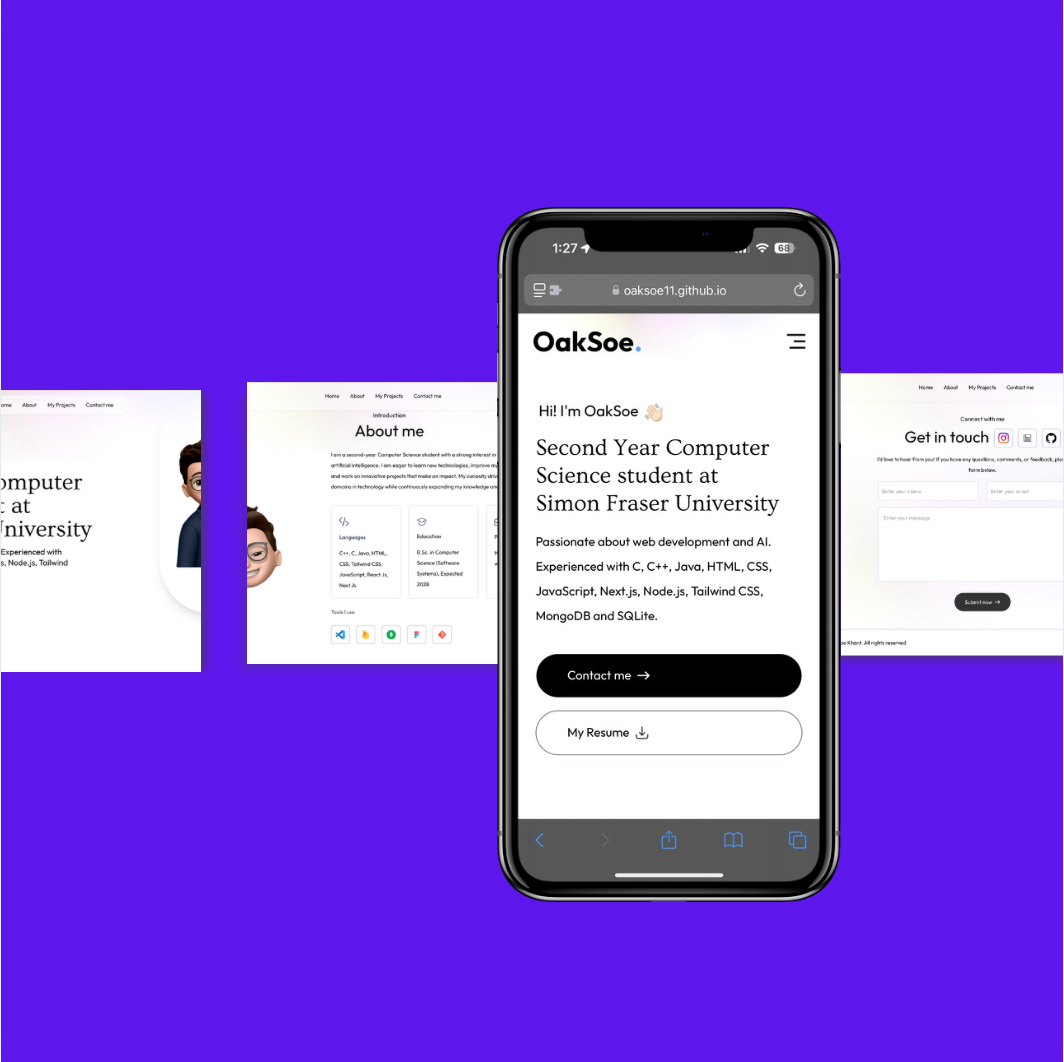 ome About My Projects Contact me
omputer
t at
University
Experienced with
s, Node.js, Tailwind
Home About My Projects Contact me
Introduction
About me
I am a second-year Computer Science student with a strong interest in
artificial intelligence. I am eager to learn new technologies, improve my
and work on innovative projects that make an impact. My curiosity driv
domains in technology while continuously expanding my knowledge an
Languages
C++, C, Java, HTML,
CSS, Tailwind CSS,
JavaScript, React Js,
Next Js
Education
B.Sc. in Computer
Science (Software
Systems), Expected
2028
Tools I use
1:27
68
oaksoe11.github.io
OakSoe.
Hi! I'm OakSoe
Second Year Computer
Science student at
Simon Fraser University
Passionate about web development and AI.
Experienced with C, C++, Java, HTML, CSS,
JavaScript, Next.js, Node.js, Tailwind CSS,
MongoDB and SQLite.
Contact me
My Resume
Home About My Projects Contact me
Connect with me
Get in touch
I'd love to hear from you! If you have any questions, comments, or feedback, ple
form below.
Enter your name
Enter your email
Enter your message
Submit now
Khant. All rights reserved